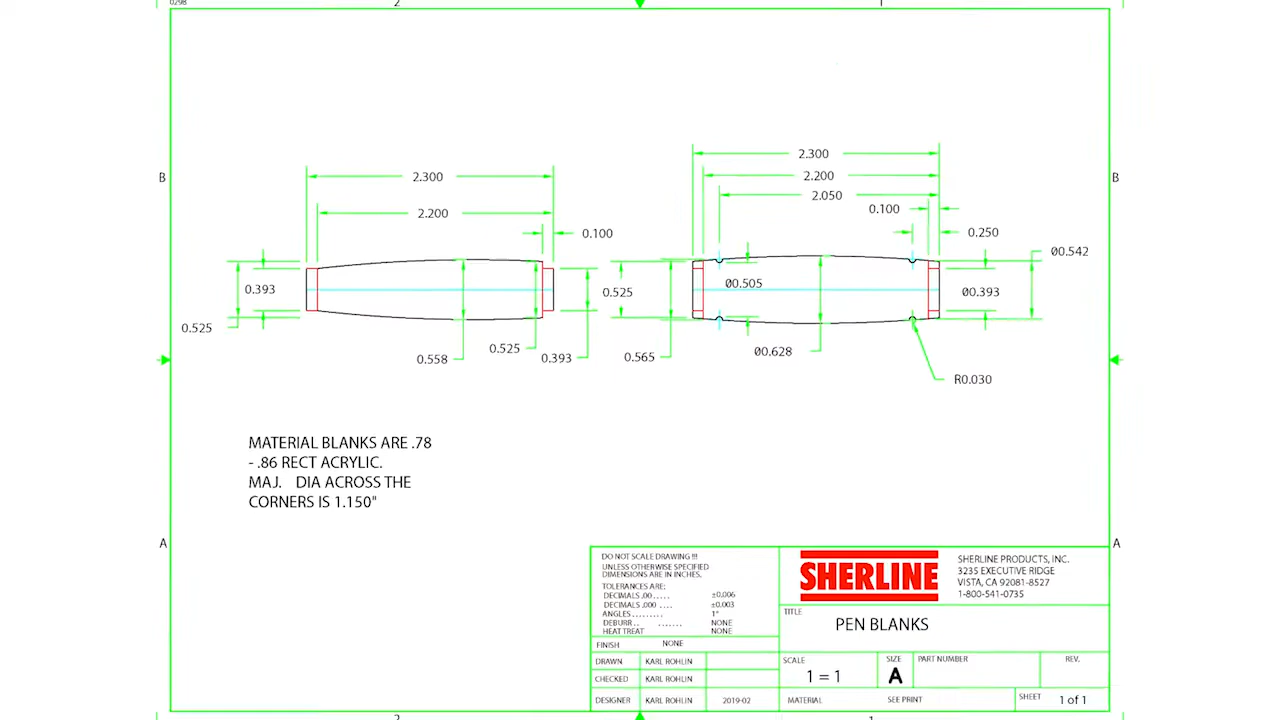 0298
2
1
B
B
2.300
2.200
0.100
0.393
0.525
0.558
0.525
0.393
2.300
2.200
2.050
0.100
0.250
Ø0.542
0.525
Ø0.505
Ø0.393
0.565
Ø0.628
R0.030
MATERIAL BLANKS ARE .78
- .86 RECT ACRYLIC.
MAJ. DIA ACROSS THE
CORNERS IS 1.150"
A
A
DO NOT SCALE DRAWING !!!
UNLESS OTHERWISE SPECIFIED
DIMENSIONS ARE IN INCHES,
TOLERANCES ARE;
DECIMALS .00 ..... ±0,006
DECIMALS .000 .... ±0.003
ANGLES ......... 1°
DEBURR .. ....... NONE
HEAT TREAT NONE
FINISH NONE
DRAWN KARL ROHLIN
CHECKED KARL ROHLIN
DESIGNER KARL ROHLIN 2019-02
SHERLINE
SHERLINE PRODUCTS, INC.
3235 EXECUTIVE RIDGE
VISTA, CA 92081-8527
1-800-541-0735
TITLE
PEN BLANKS
SCALE
1 = 1
SIZE
A
PART NUMBER
REV.
MATERIAL SEE PRINT
SHEET 1 of 1
2
1